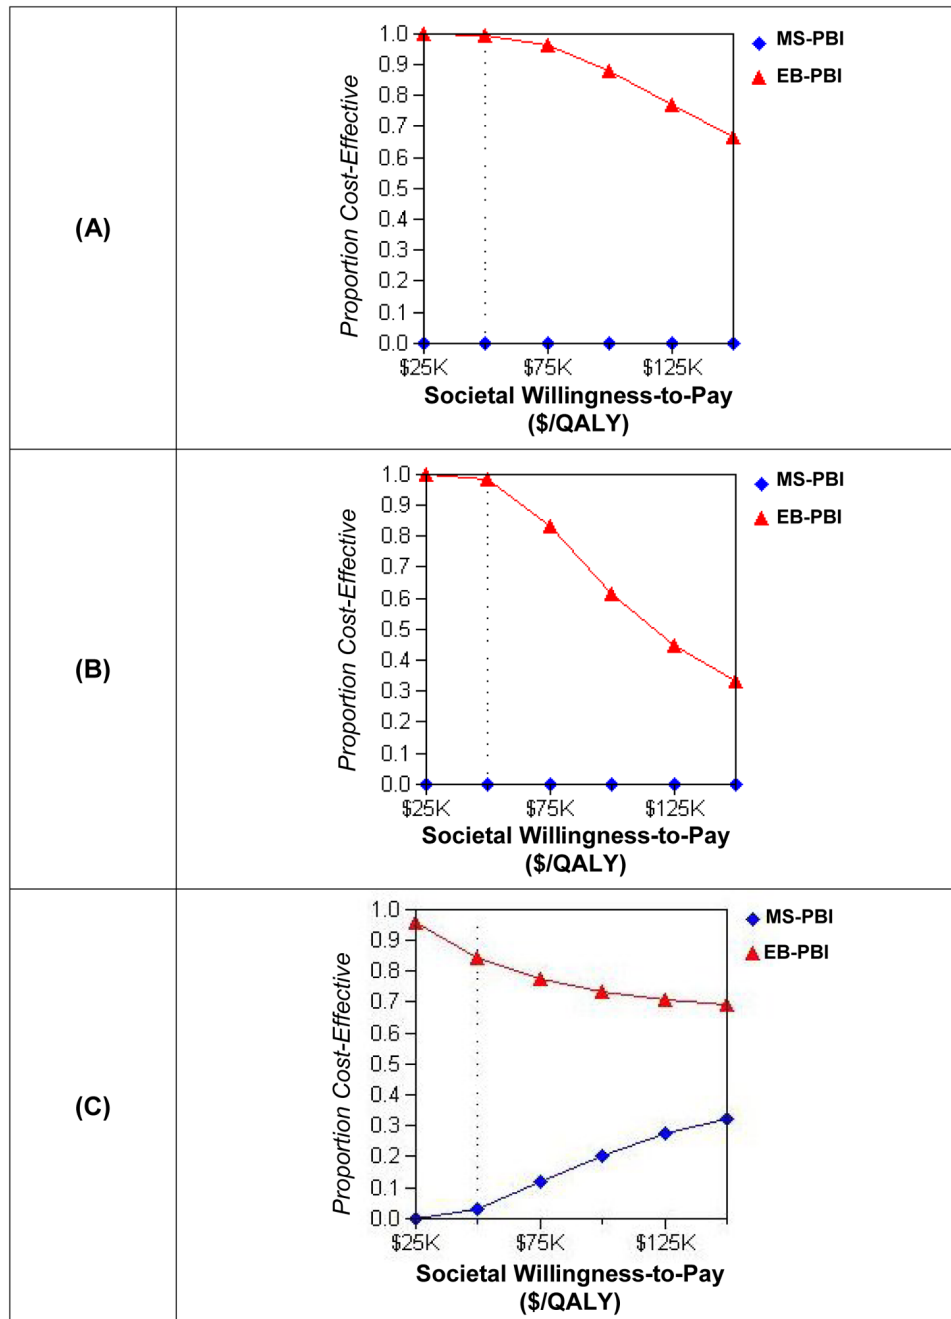 (A)
Proportion Cost-Effective
1.0
0.9
0.8
0.7
0.6
0.5
0.4
0.3
0.2
0.1
0.0
$25K $75K $125K
Societal Willingness-to-Pay
($/QALY)
MS-PBI
EB-PBI
(B)
Proportion Cost-Effective
1.0
0.9
0.8
0.7
0.6
0.5
0.4
0.3
0.2
0.1
0.0
$25K $75K $125K
Societal Willingness-to-Pay
($/QALY)
MS-PBI
EB-PBI
(C)
Proportion Cost-Effective
1.0
0.9
0.8
0.7
0.6
0.5
0.4
0.3
0.2
0.1
0.0
$25K $75K $125K
Societal Willingness-to-Pay
($/QALY)
MS-PBI
EB-PBI